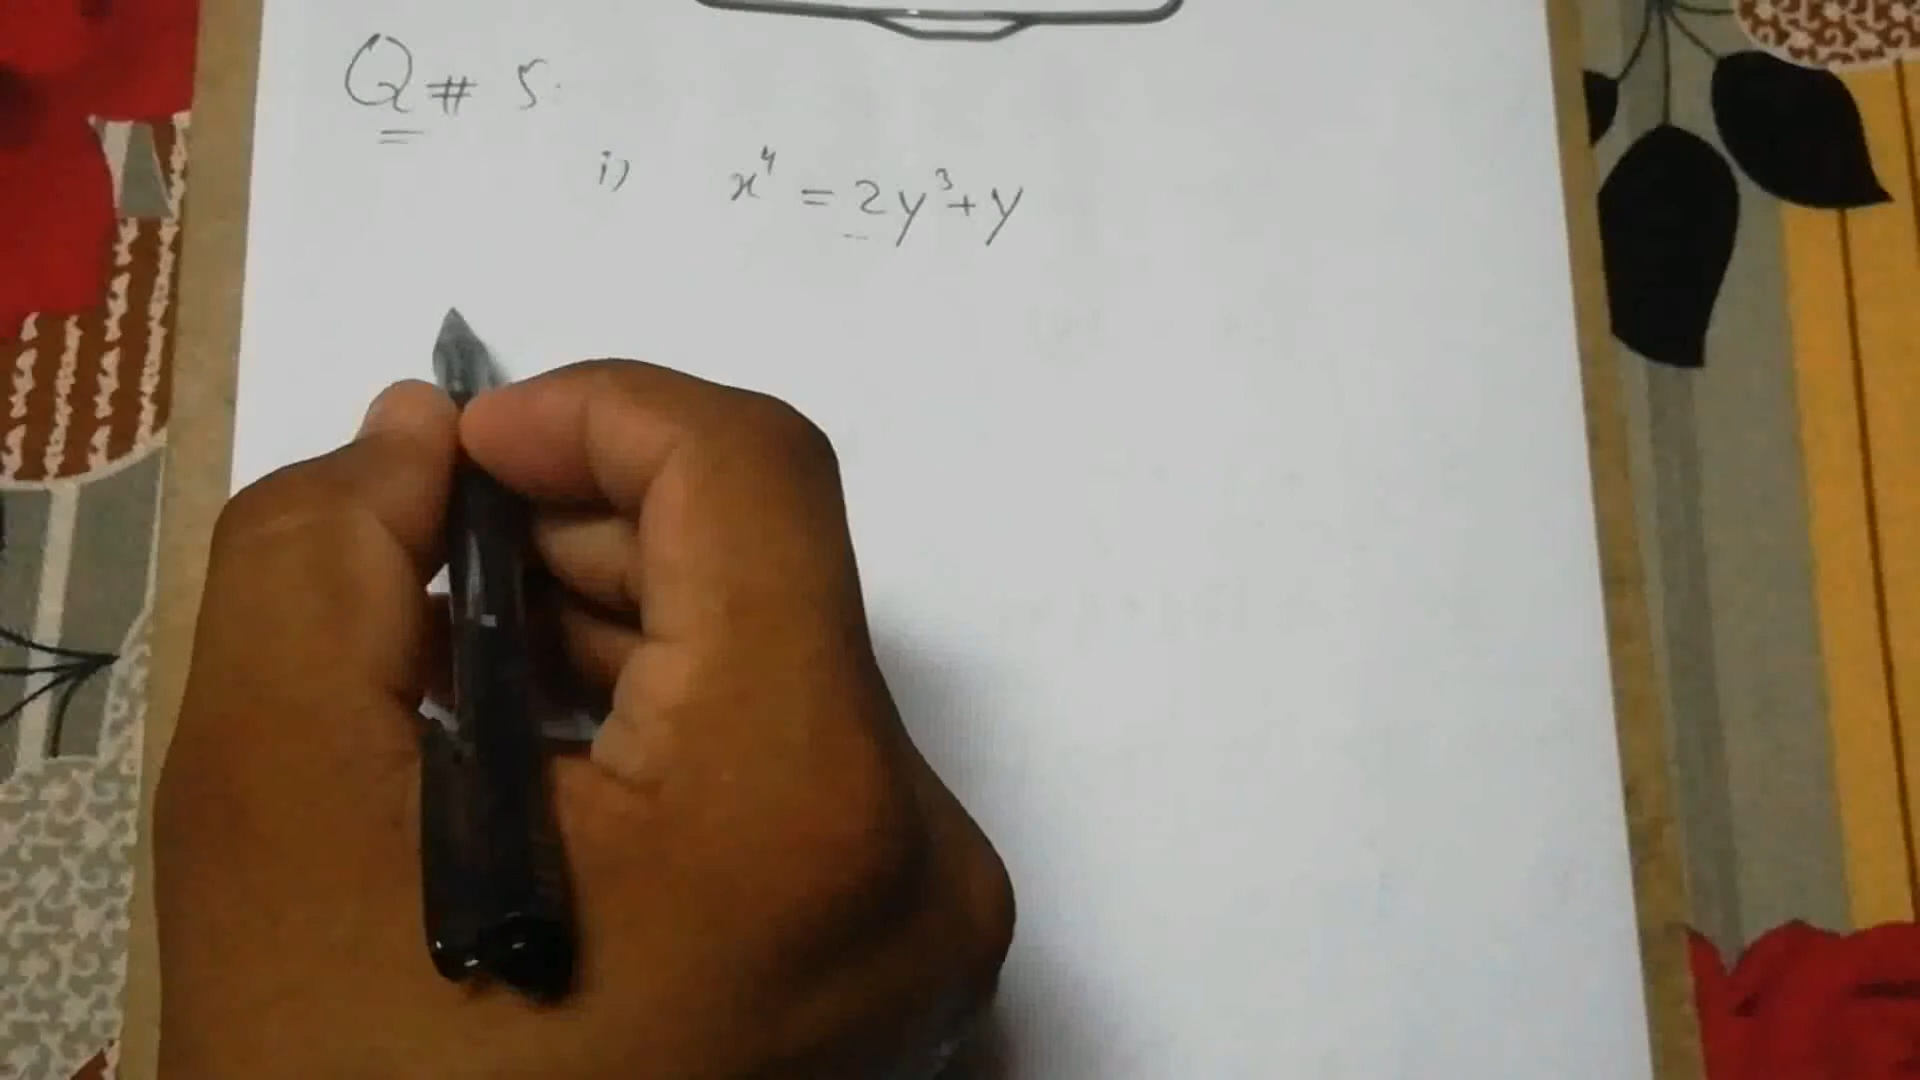 Q# 5.
i) x⁴ = 2y³+y